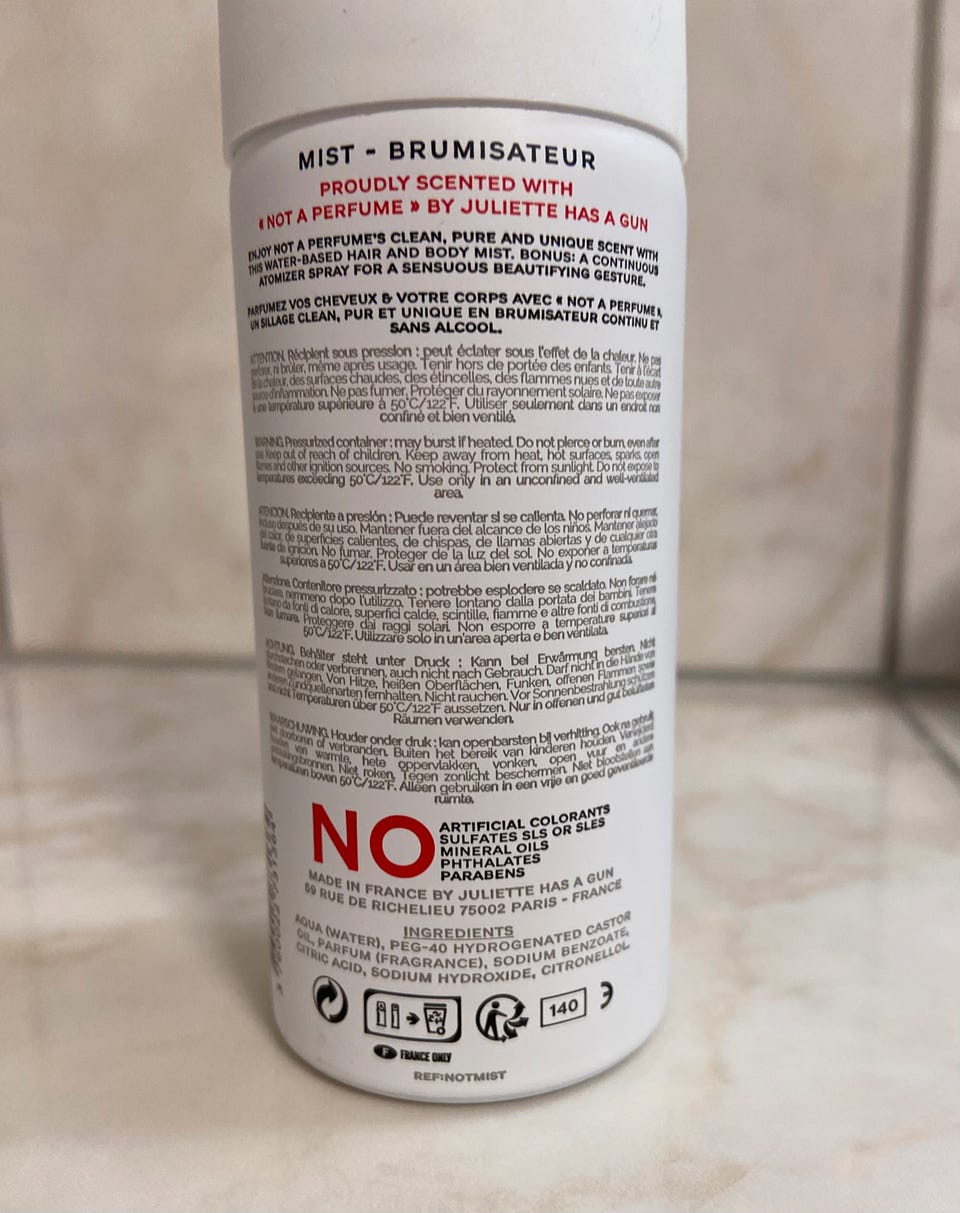 MIST - BRUMISATEUR
PROUDLY SCENTED WITH
« NOT A PERFUME » BY JULIETTE HAS A GUN
ENJOY NOT A PERFUME'S CLEAN, PURE AND UNIQUE SCENT WITH
THIS WATER-BASED HAIR AND BODY MIST. BONUS: A CONTINUOUS
ATOMIZER SPRAY FOR A SENSUOUS BEAUTIFYING GESTURE.
PARFUMEZ VOS CHEVEUX & VOTRE CORPS AVEC « NOT A PERFUME »,
UN SILLAGE CLEAN, PUR ET UNIQUE EN BRUMISATEUR CONTINU ET
SANS ALCOOL.
ATTENTION. Récipient sous pression : peut éclater sous l'effet de la chaleur. Ne pas
perforer, ni brûler, même après usage. Tenir hors de portée des enfants. Tenir à l'écart
de la chaleur, des surfaces chaudes, des étincelles, des flammes nues et de toute autre
source d'inflammation. Ne pas fumer. Protéger du rayonnement solaire. Ne pas exposer
à une température supérieure à 50°C/122°F. Utiliser seulement dans un endroit non
confiné et bien ventilé.
WARNING. Pressurized container : may burst if heated. Do not pierce or burn, even after
use. Keep out of reach of children. Keep away from heat, hot surfaces, sparks, open
flames and other ignition sources. No smoking. Protect from sunlight. Do not expose to
temperatures exceeding 50°C/122°F. Use only in an unconfined and well-ventilated
area.
ATENCION. Recipiente a presión : Puede reventar si se calienta. No perforar ni quemar,
incluso después de su uso. Mantener fuera del alcance de los niños. Mantener alejado
del calor, de superficies calientes, de chispas, de llamas abiertas y de cualquier otra
fuente de ignición. No fumar. Proteger de la luz del sol. No exponer a temperaturas
superiores a 50°C/122°F. Usar en un área bien ventilada y no confinada.
Attenzione. Contenitore pressurizzato : potrebbe esplodere se scaldato. Non forare né
bruciare, nemmeno dopo l'utilizzo. Tenere lontano dalla portata dei bambini. Tenere
lontano da fonti di calore, superfici calde, scintille, fiamme e altre fonti di combustione.
Non fumare. Proteggere dai raggi solari. Non esporre a temperature superiori ai
50°C/122°F. Utilizzare solo in un'area aperta e ben ventilata.
ACHTUNG. Behälter steht unter Druck : Kann bei Erwärmung bersten. Nicht
durchstechen oder verbrennen, auch nicht nach Gebrauch. Darf nicht in die Hände von
Kindern gelangen. Von Hitze, heißen Oberflächen, Funken, offenen Flammen sowie
anderen Zündquellenarten fernhalten. Nicht rauchen. Vor Sonnenbestrahlung schützen
und nicht Temperaturen über 50°C/122°F aussetzen. Nur in offenen und gut belüfteten
Räumen verwenden.
WAARSCHUWING. Houder onder druk : kan openbarsten bij verhitting. Ook na gebruik
niet doorboren of verbranden. Buiten het bereik van kinderen houden. Verwijderd
houden van warmte, hete oppervlakken, vonken, open vuur en andere
ontstekingsbronnen. Niet roken. Tegen zonlicht beschermen. Niet blootstellen aan
temperaturen boven 50°C/122°F. Alleen gebruiken in een vrije en goed geventileerde
ruimte.
NO
ARTIFICIAL COLORANTS
SULFATES SLS OR SLES
MINERAL OILS
PHTHALATES
PARABENS
MADE IN FRANCE BY JULIETTE HAS A GUN
59 RUE DE RICHELIEU 75002 PARIS - FRANCE
INGREDIENTS
AQUA (WATER), PEG-40 HYDROGENATED CASTOR
OIL, PARFUM (FRAGRANCE), SODIUM BENZOATE,
CITRIC ACID, SODIUM HYDROXIDE, CITRONELLOL
140
F FRANCE ONLY
REF:NOTMIST